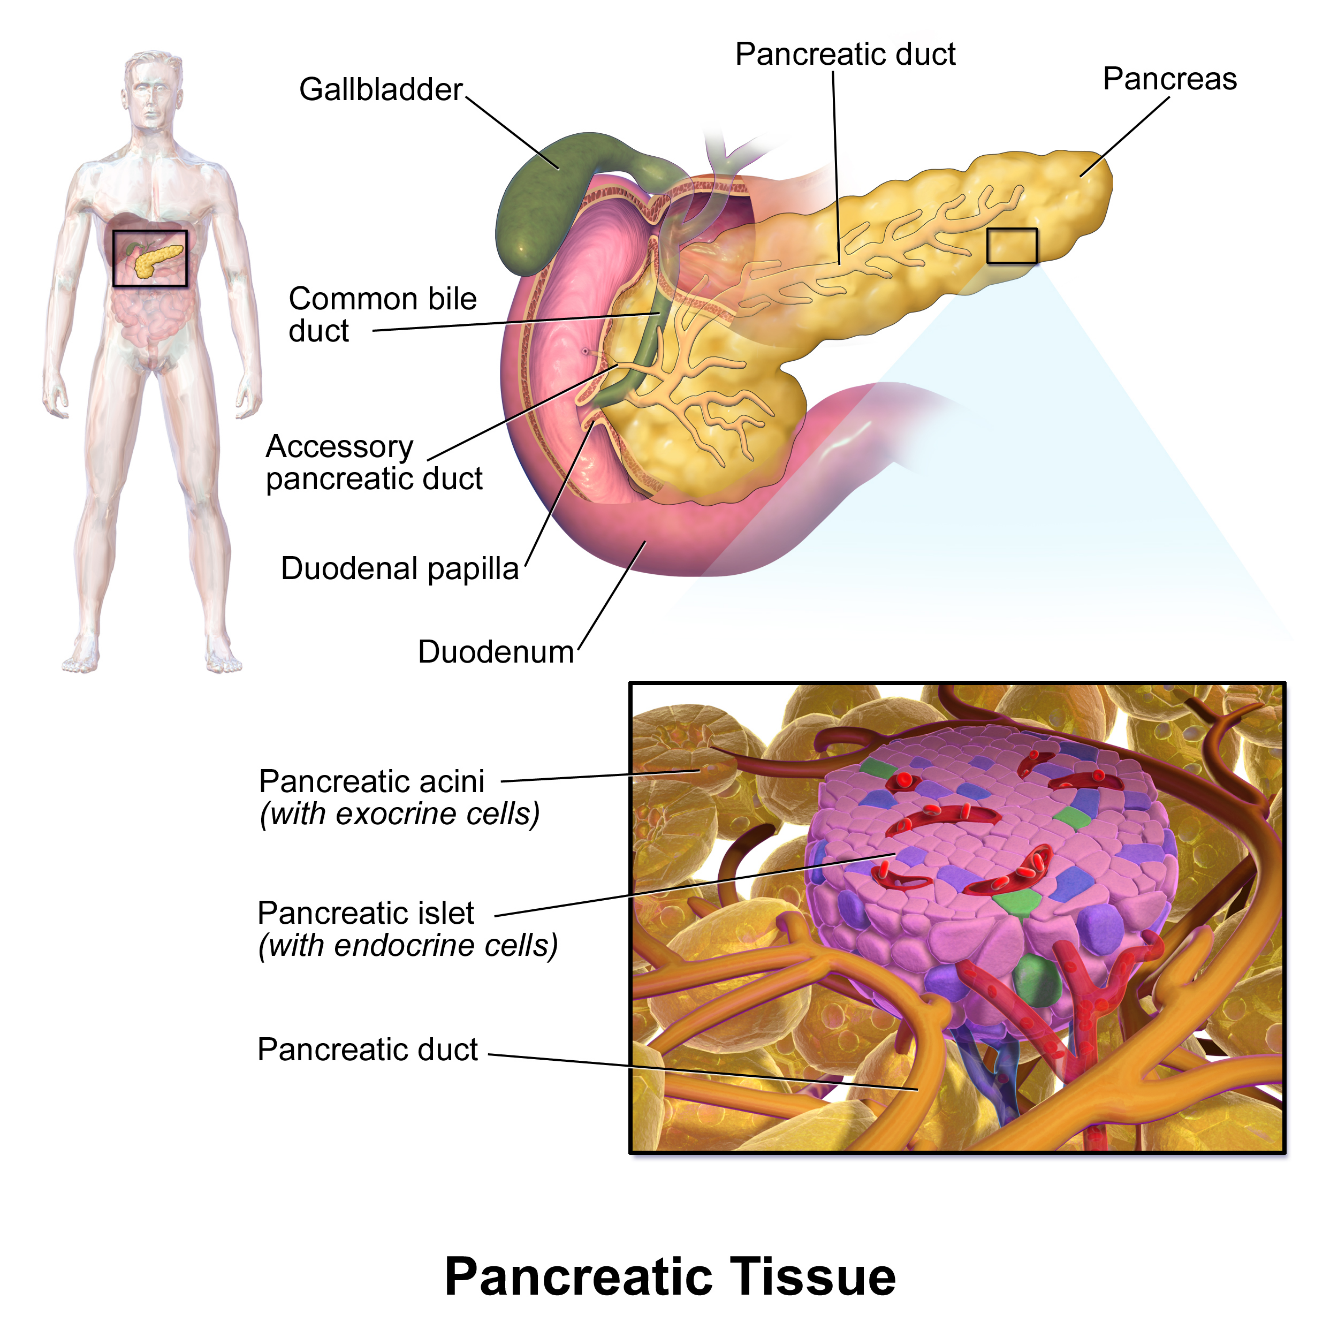 Pancreatic duct
Pancreas
Gallbladder
Common bile
duct
Accessory
pancreatic duct
Duodenal papilla
Duodenum
Pancreatic acini
(with exocrine cells)
Pancreatic islet
(with endocrine cells)
Pancreatic duct
Pancreatic Tissue